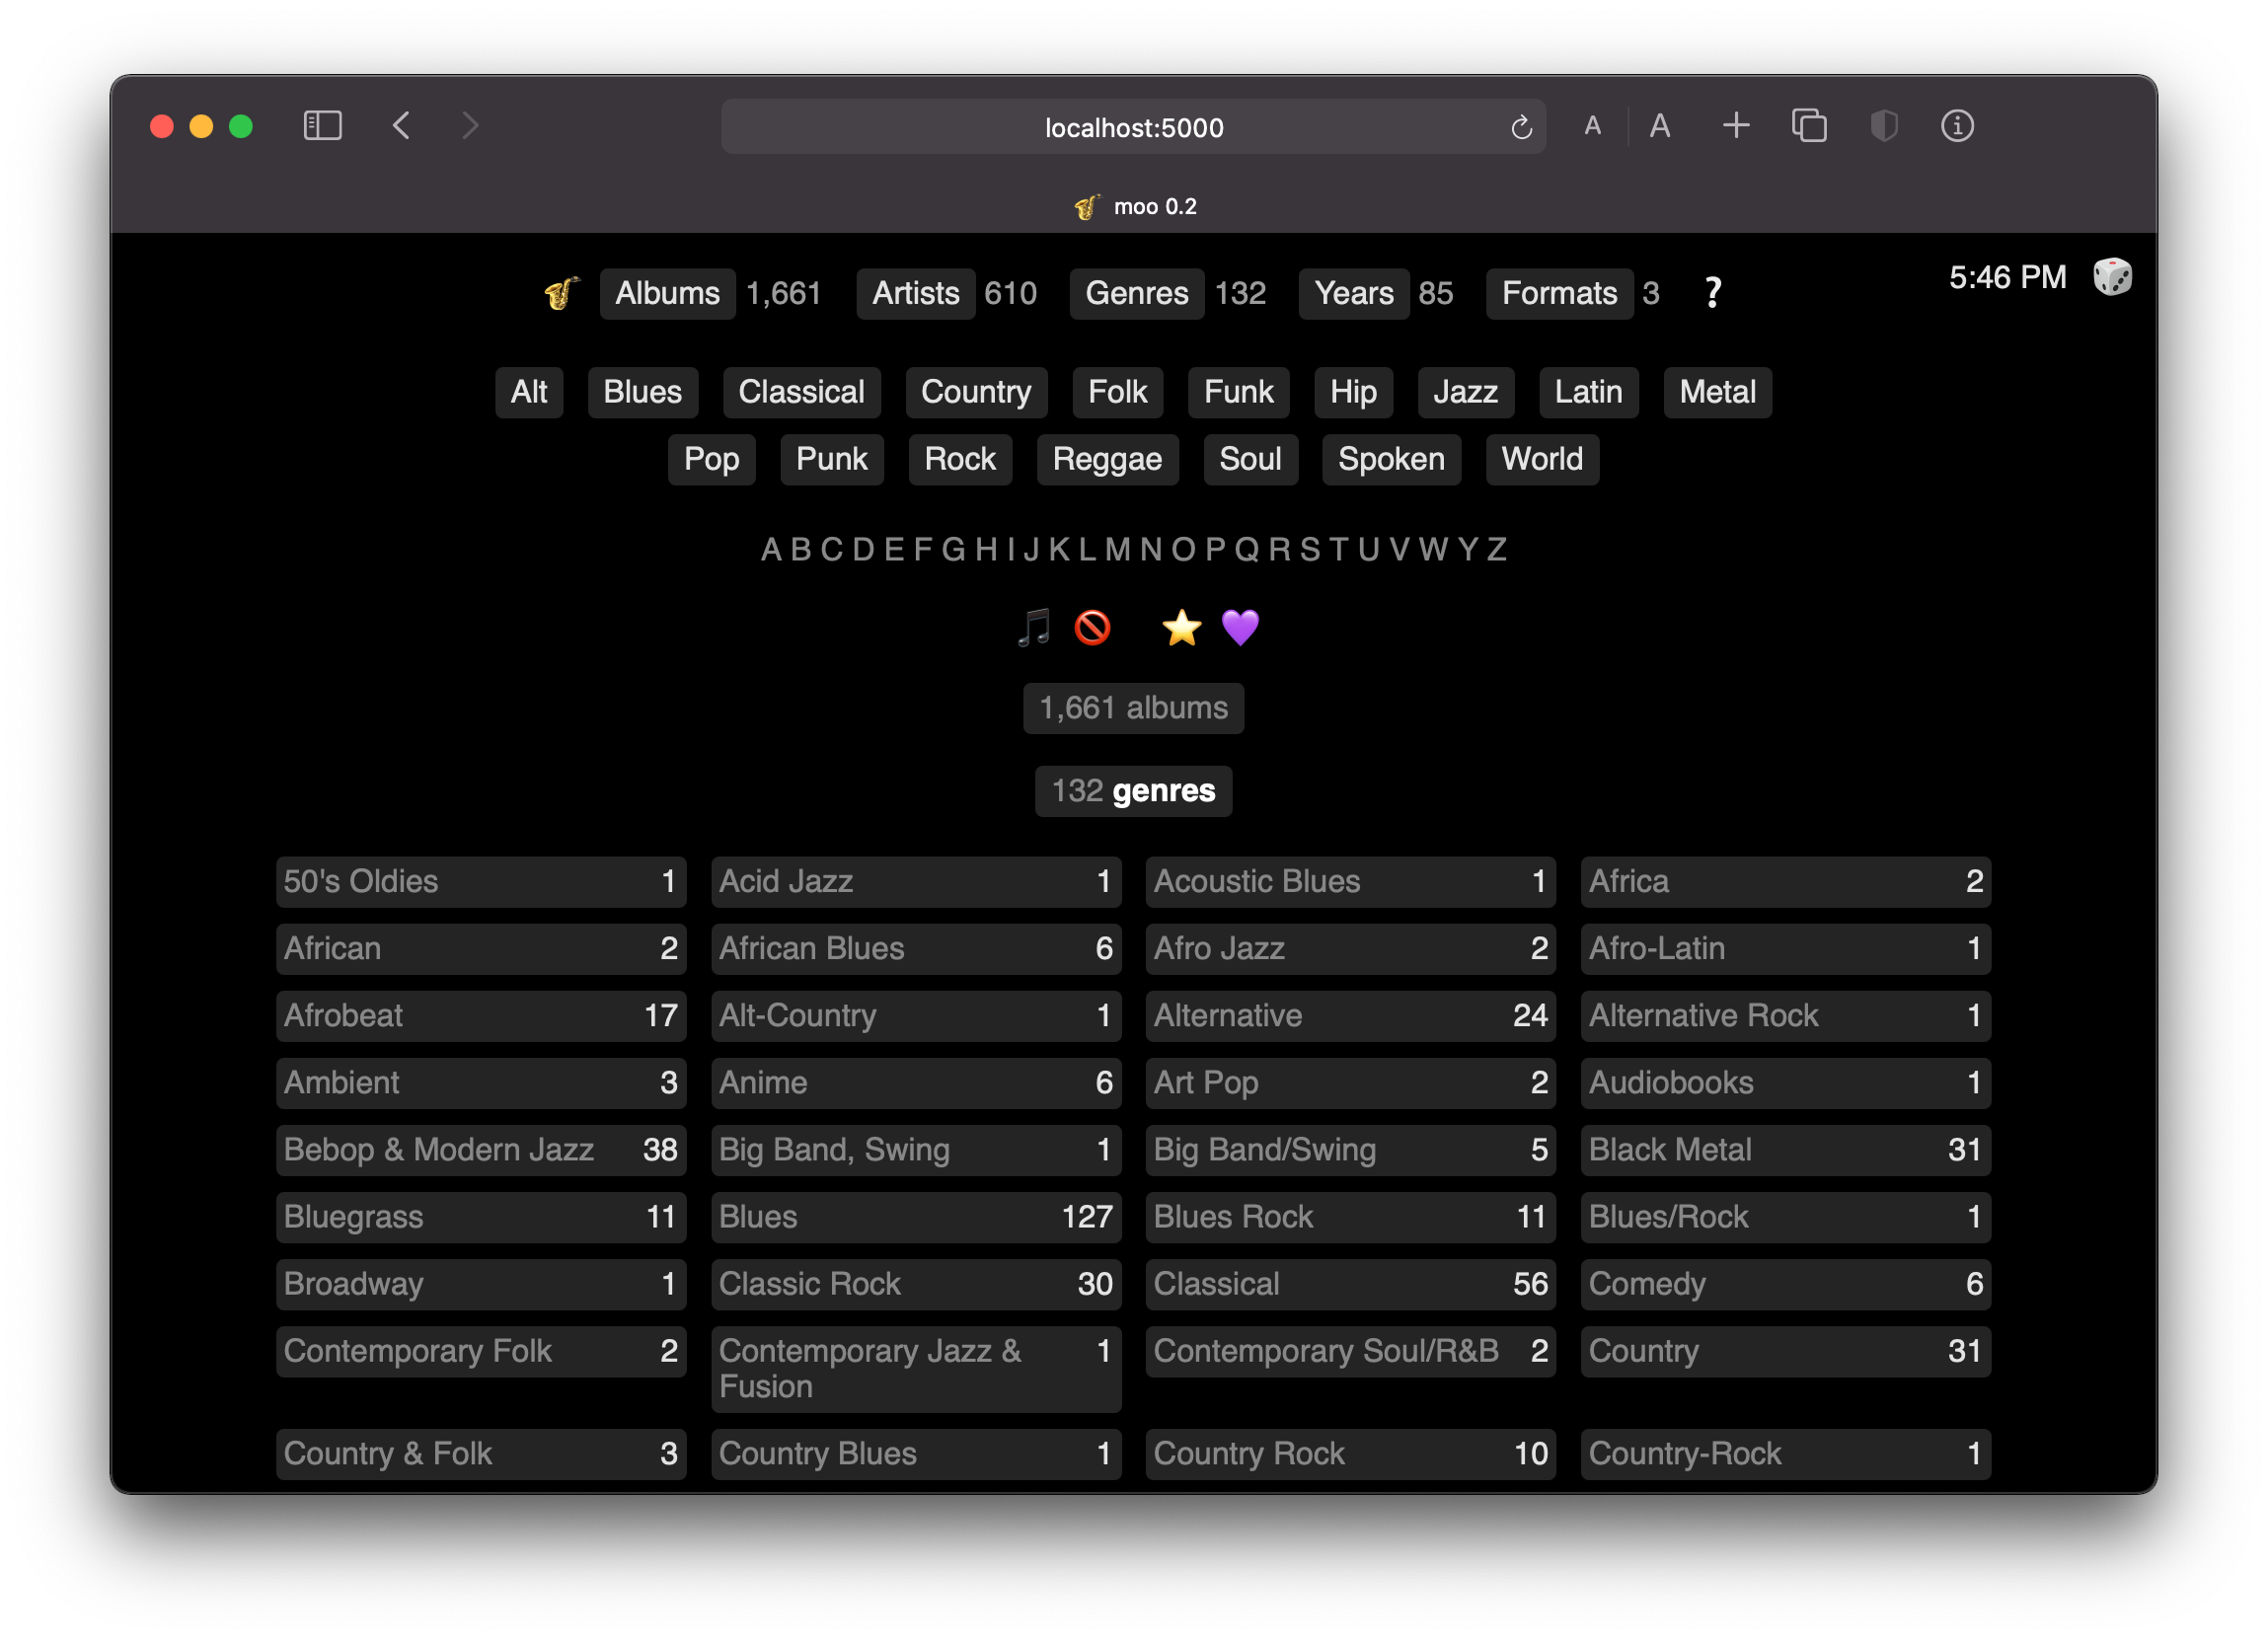 localhost:5000 A A
moo 0.2
Albums 1,661 Artists 610 Genres 132 Years 85 Formats 3 ? 5:46 PM
Alt Blues Classical Country Folk Funk Hip Jazz Latin Metal
Pop Punk Rock Reggae Soul Spoken World
A B C D E F G H I J K L M N O P Q R S T U V W Y Z
1,661 albums
132 genres
50's Oldies 1 Acid Jazz 1 Acoustic Blues 1 Africa 2
African 2 African Blues 6 Afro Jazz 2 Afro-Latin 1
Afrobeat 17 Alt-Country 1 Alternative 24 Alternative Rock 1
Ambient 3 Anime 6 Art Pop 2 Audiobooks 1
Bebop & Modern Jazz 38 Big Band, Swing 1 Big Band/Swing 5 Black Metal 31
Bluegrass 11 Blues 127 Blues Rock 11 Blues/Rock 1
Broadway 1 Classic Rock 30 Classical 56 Comedy 6
Contemporary Folk 2 Contemporary Jazz & 1 Contemporary Soul/R&B 2 Country 31
Fusion
Country & Folk 3 Country Blues 1 Country Rock 10 Country-Rock 1